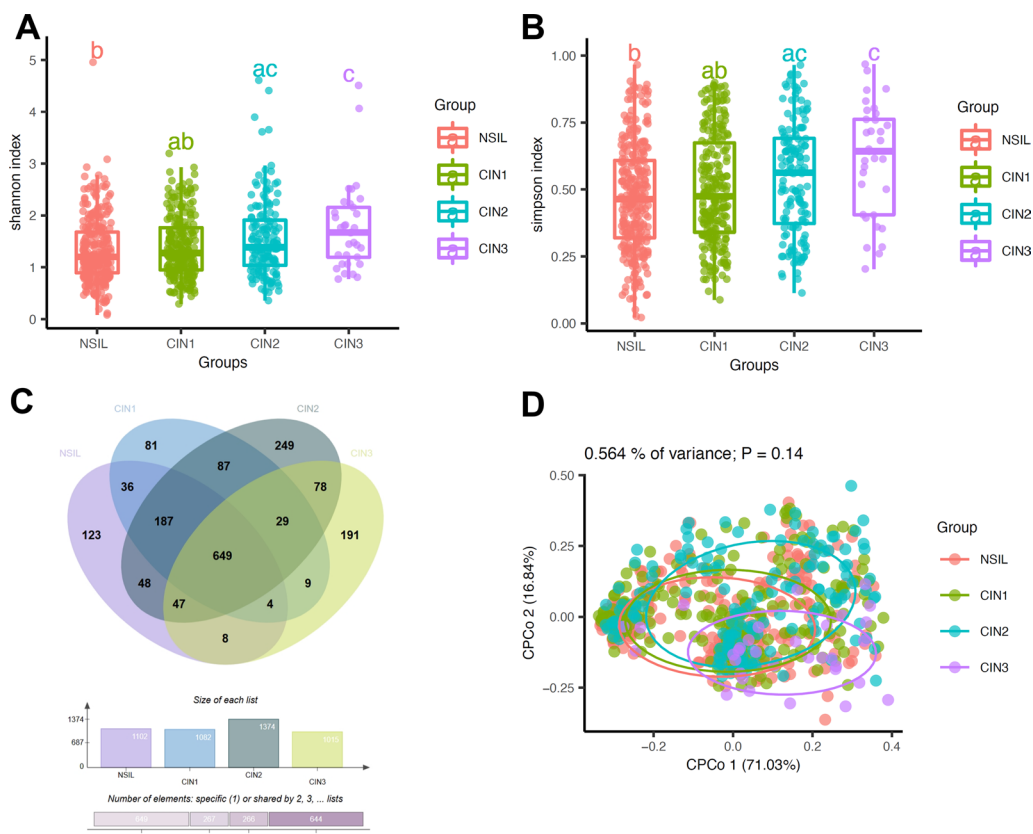 A
shannon index
5
4
3
2
1
0
b
ab
ac
c
NSIL
CIN1
CIN2
CIN3
Groups
Group
NSIL
CIN1
CIN2
CIN3
B
simpson index
1.00
0.75
0.50
0.25
0.00
b
ab
ac
c
NSIL
CIN1
CIN2
CIN3
Groups
Group
NSIL
CIN1
CIN2
CIN3
C
CIN1
CIN2
NSIL
CIN3
81
249
87
36
78
187
29
123
191
649
48
9
47
4
8
Size of each list
1374
687
0
1102
1082
1374
1015
NSIL
CIN1
CIN2
CIN3
Number of elements: specific (1) or shared by 2, 3, ... lists
649
267
266
644
D
0.564 % of variance; P = 0.14
CPCo 2 (16.84%)
0.50
0.25
0.00
−0.25
−0.2
0.0
0.2
0.4
CPCo 1 (71.03%)
Group
NSIL
CIN1
CIN2
CIN3